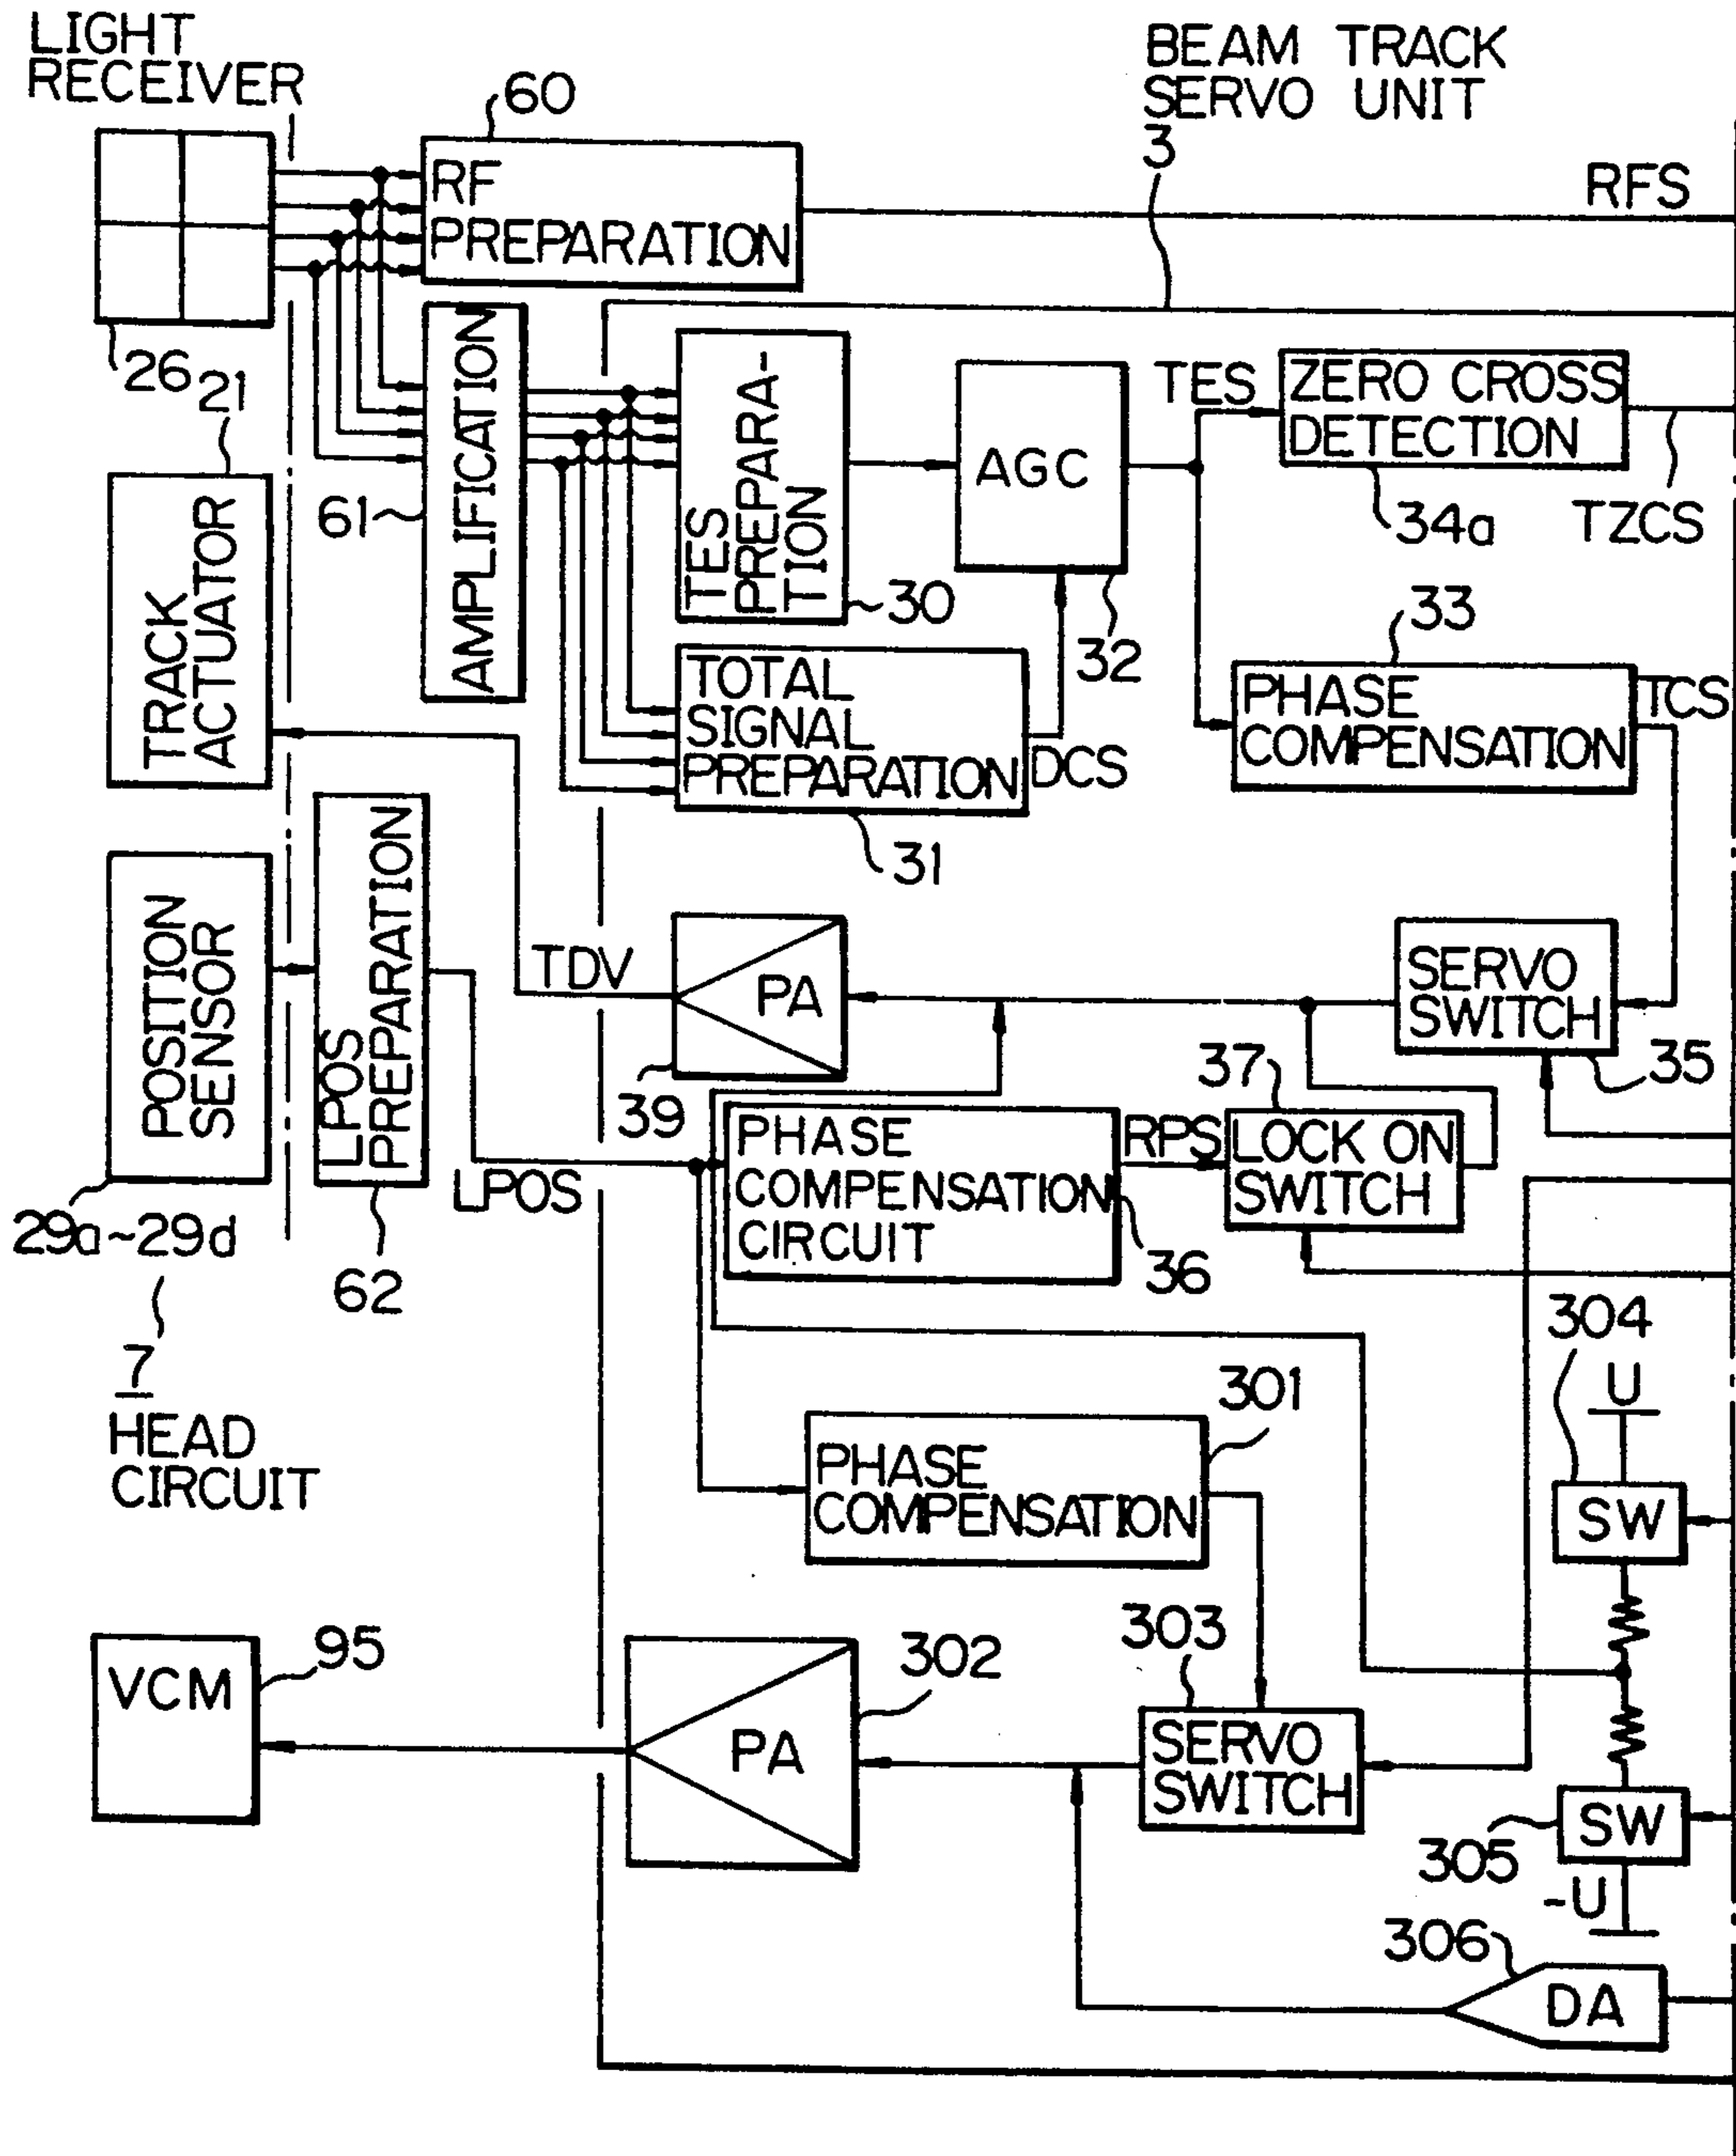 LIGHT
RECEIVER
BEAM TRACK
SERVO UNIT
3
60
RF
PREPARATION
RFS
26
21
TRACK
ACTUATOR
61
AMPLIFICATION
TES
PREPARA-
TION
30
AGC
32
TES
ZERO CROSS
DETECTION
34a
TZCS
33
PHASE
COMPENSATION
TCS
TOTAL
SIGNAL
PREPARATION
DCS
31
POSITION
SENSOR
29a~29d
LPOS
PREPARATION
62
TDV
PA
39
SERVO
SWITCH
35
LPOS
PHASE
COMPENSATION
CIRCUIT
36
RPS
37
LOCK ON
SWITCH
7
HEAD
CIRCUIT
301
PHASE
COMPENSATION
304
U
SW
VCM
95
302
PA
303
SERVO
SWITCH
SW
305
-U
306
DA